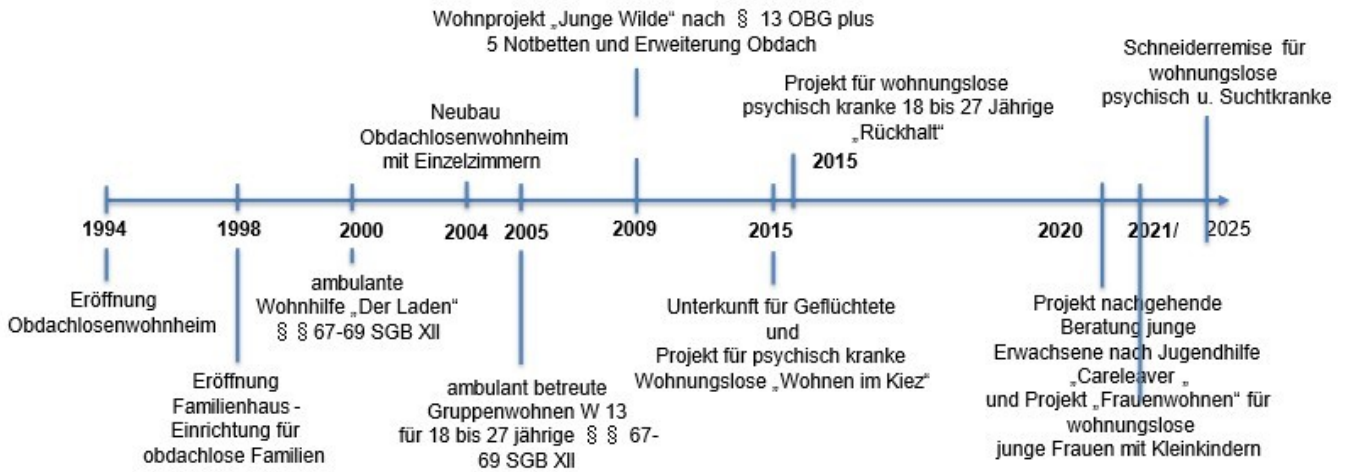 Wohnprojekt „Junge Wilde“ nach § 13 OBG plus
5 Notbetten und Erweiterung Obdach
Schneiderremise für
wohnungslose
psychisch u. Suchtkranke
Projekt für wohnungslose
psychisch kranke 18 bis 27 Jährige
„Rückhalt“
2015
Neubau
Obdachlosenwohnheim
mit Einzelzimmern
1994
1998
2000
2004
2005
2009
2015
2020
2021/
2025
Eröffnung
Obdachlosenwohnheim
Eröffnung
Familienhaus -
Einrichtung für
obdachlose Familien
ambulante
Wohnhilfe „Der Laden“
§ § 67-69 SGB XII
ambulant betreute
Gruppenwohnen W 13
für 18 bis 27 jährige § § 67-
69 SGB XII
Unterkunft für Geflüchtete
und
Projekt für psychisch kranke
Wohnungslose „Wohnen im Kiez“
Projekt nachgehende
Beratung junge
Erwachsene nach Jugendhilfe
„Careleaver „
und Projekt „Frauenwohnen“ für
wohnungslose
junge Frauen mit Kleinkindern